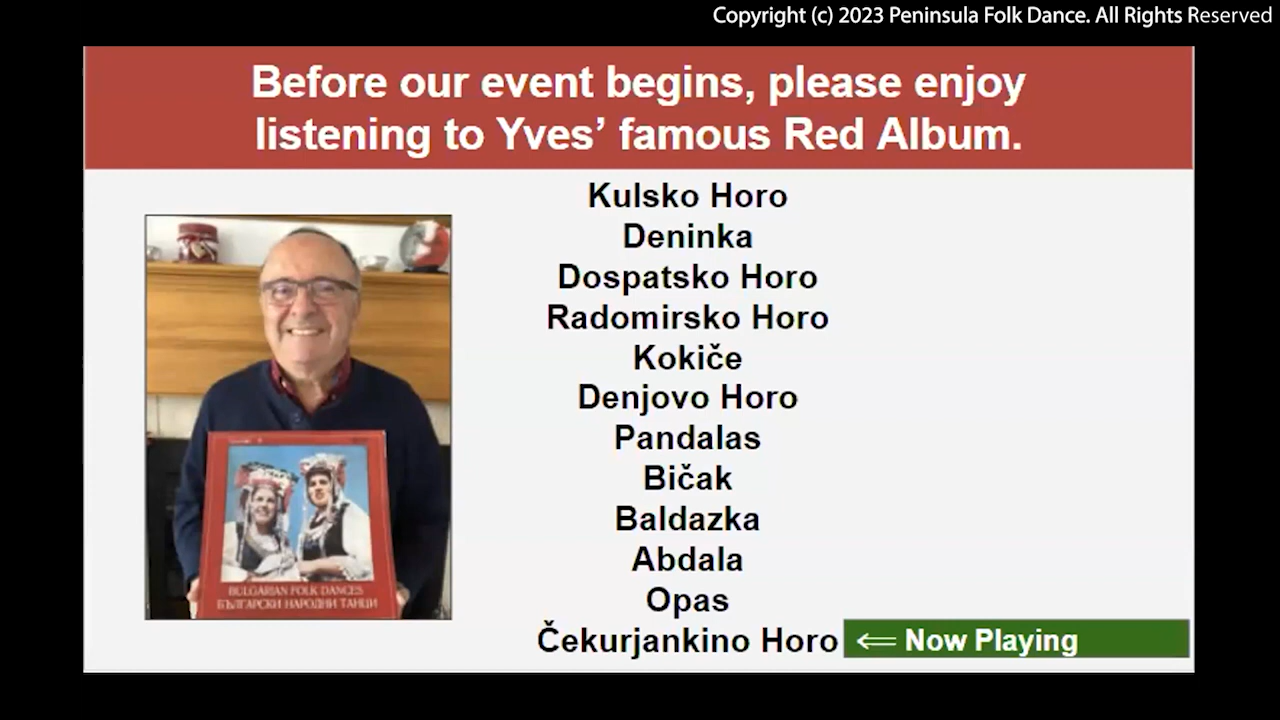 Copyright (c) 2023 Peninsula Folk Dance. All Rights Reserved
Before our event begins, please enjoy
listening to Yves’ famous Red Album.
Kulsko Horo
Deninka
Dospatsko Horo
Radomirsko Horo
Kokiče
Denjovo Horo
Pandalas
Bičak
Baldazka
Abdala
Opas
Čekurjankino Horo ⟸ Now Playing
BULGARIAN FOLK DANCES
БЪЛГАРСКИ НАРОДНИ ТАНЦИ